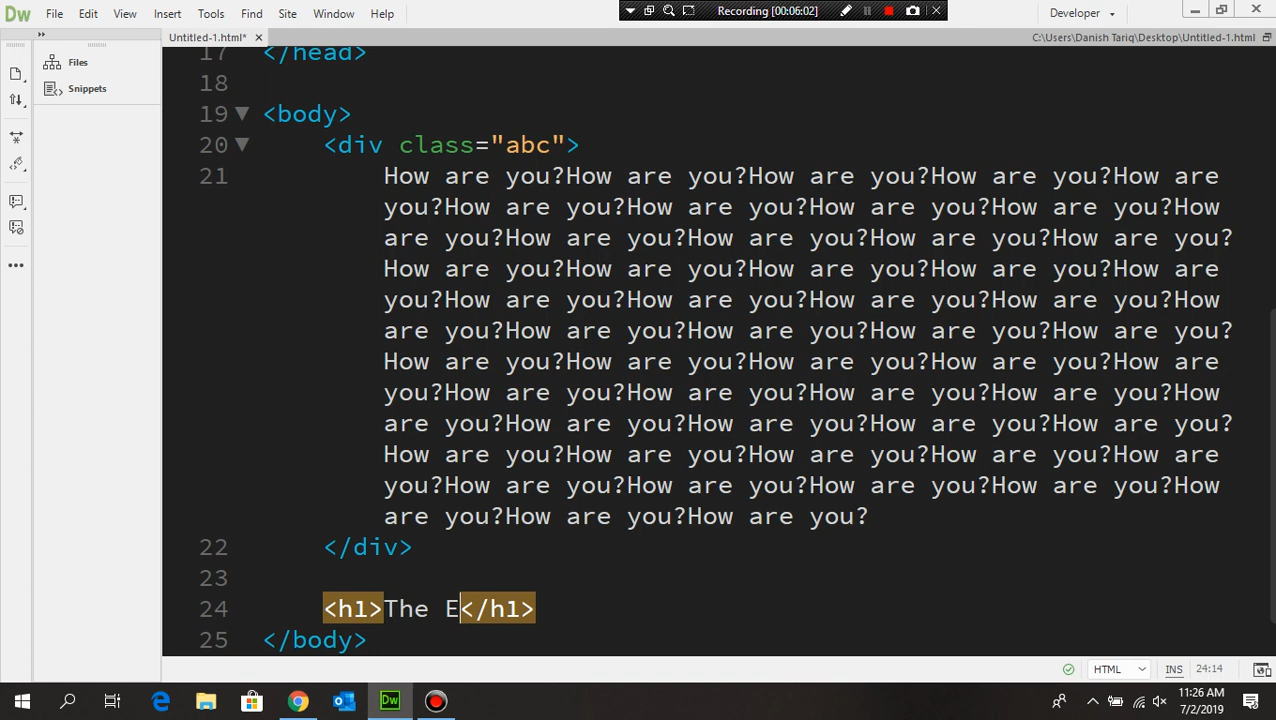 Dw File Edit View Insert Tools Find Site Window Help Recording [00:06:02] Developer
Untitled-1.html* C:\Users\Danish Tariq\Desktop\Untitled-1.html
Files
Snippets
17 </head>
18
19 <body>
20 <div class="abc">
21 How are you?How are you?How are you?How are you?How are
you?How are you?How are you?How are you?How are you?How
are you?How are you?How are you?How are you?How are you?
How are you?How are you?How are you?How are you?How are
you?How are you?How are you?How are you?How are you?How
are you?How are you?How are you?How are you?How are you?
How are you?How are you?How are you?How are you?How are
you?How are you?How are you?How are you?How are you?How
are you?How are you?How are you?How are you?How are you?
How are you?How are you?How are you?How are you?How are
you?How are you?How are you?How are you?How are you?How
are you?How are you?How are you?
22 </div>
23
24 <h1>The E</h1>
25 </body>
HTML INS 24:14
Dw 11:26 AM
7/2/2019